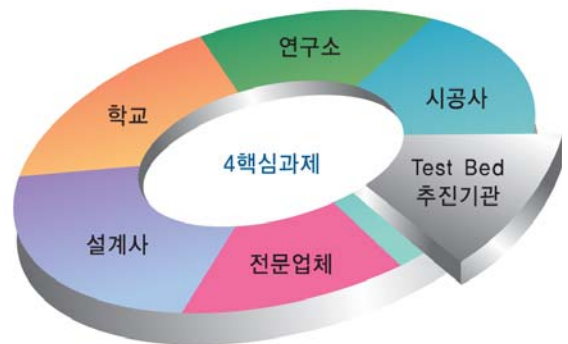 연구소
시공사
학교
4핵심과제
Test Bed
추진기관
설계사
전문업체